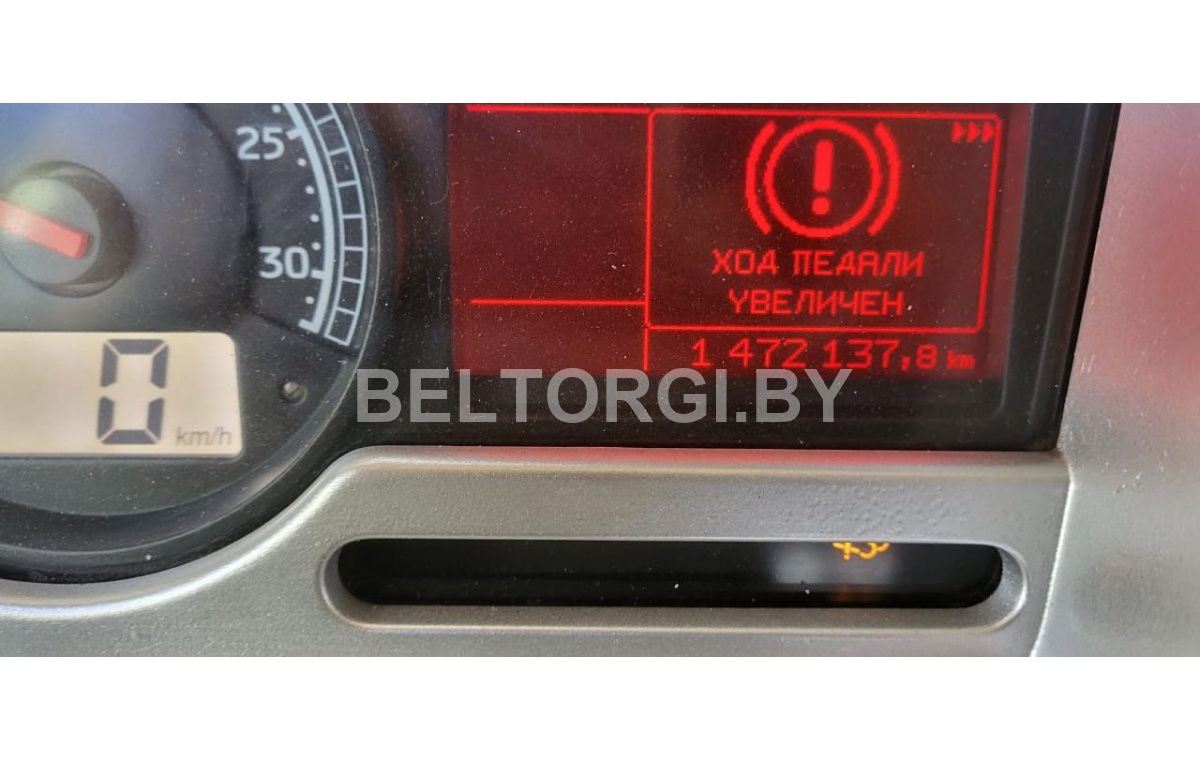 25
30
0
km/h
ХОД ПЕДАЛИ
УВЕЛИЧЕН
1 472 137,8 km
BELTORGI.BY